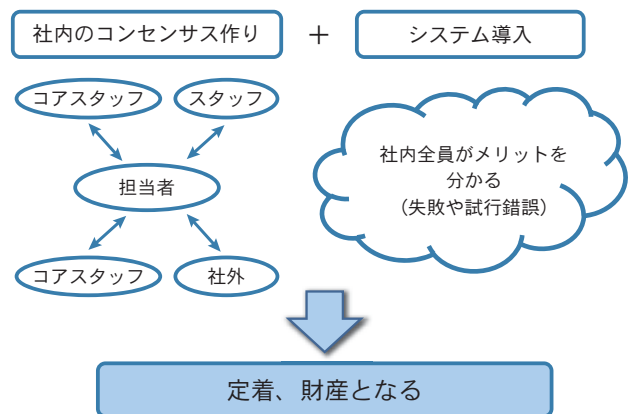 社内のコンセンサス作り
＋
システム導入
コアスタッフ
スタッフ
担当者
コアスタッフ
社外
社内全員がメリットを
分かる
（失敗や試行錯誤）
定着、財産となる